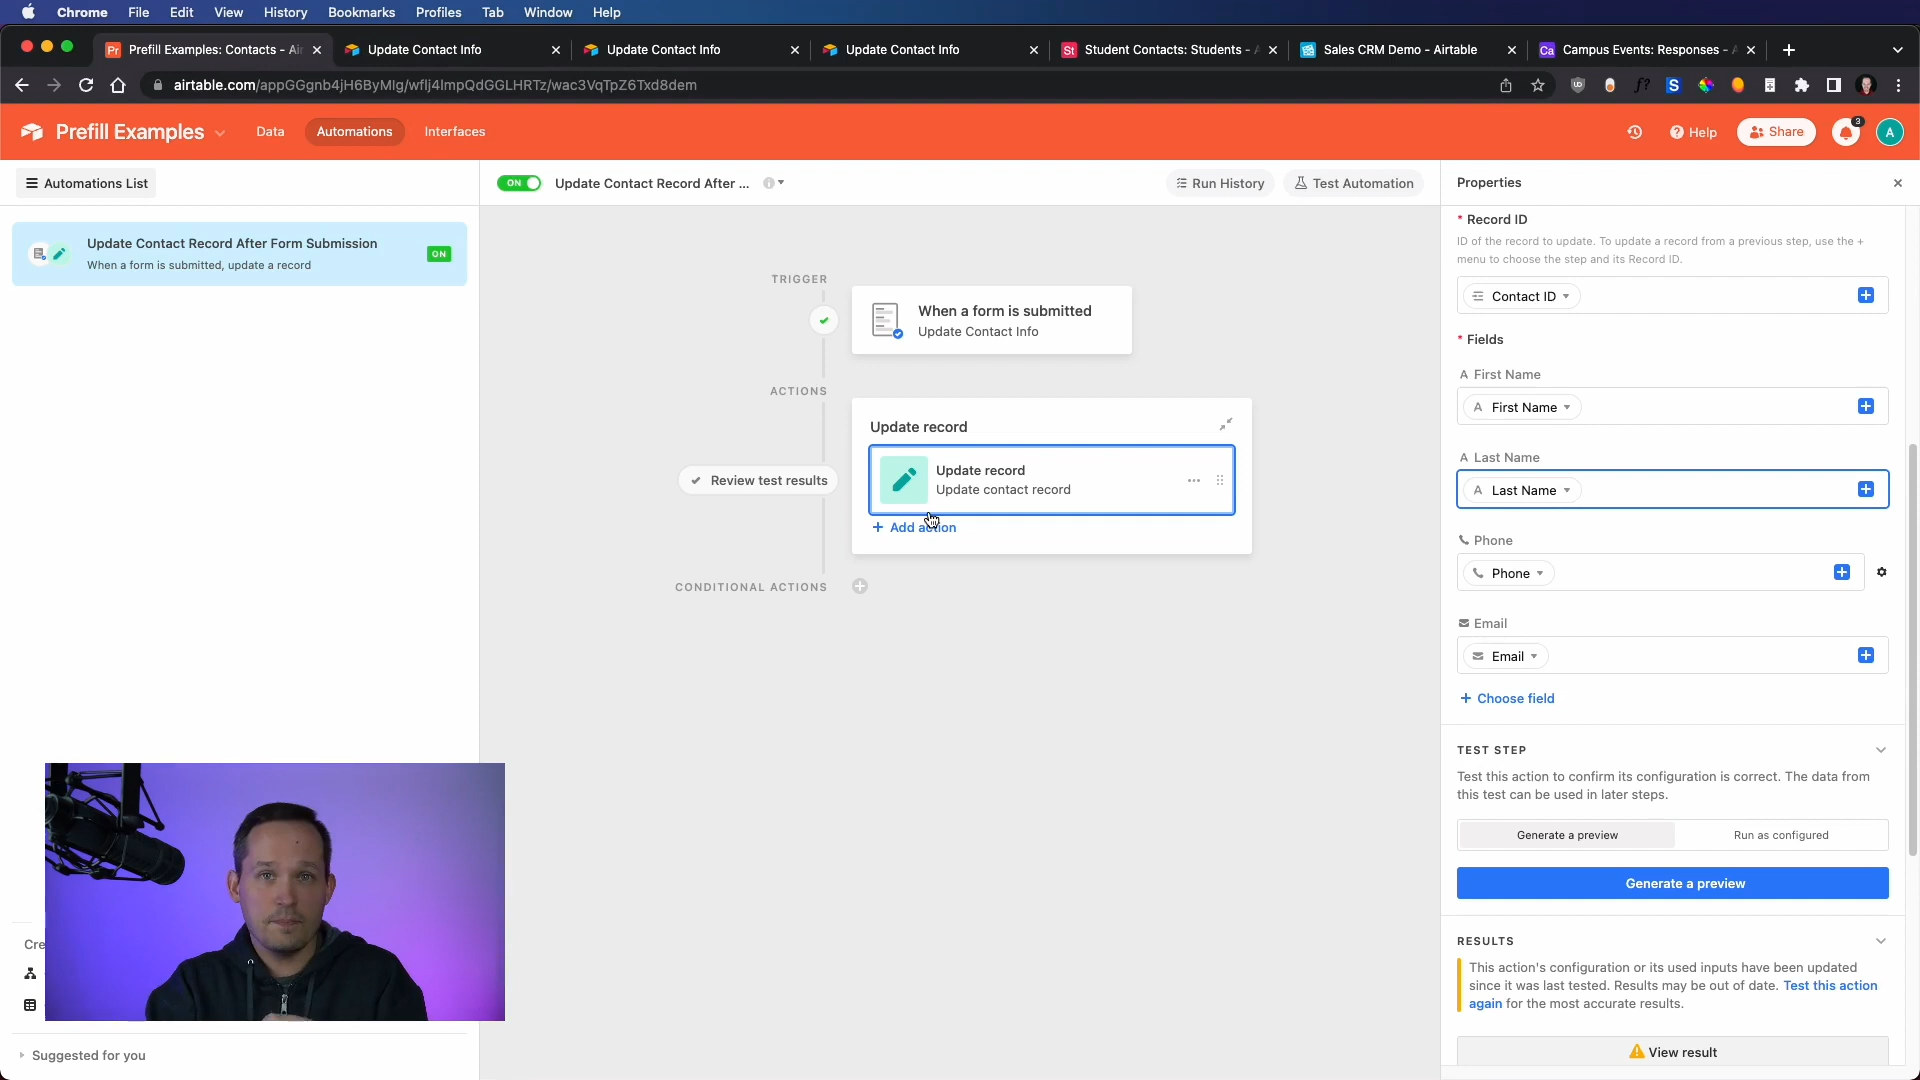 Chrome File Edit View History Bookmarks Profiles Tab Window Help
Prefill Examples: Contacts - Ai
Update Contact Info
Update Contact Info
Update Contact Info
Student Contacts: Students - A
Sales CRM Demo - Airtable
Campus Events: Responses - A
airtable.com/appGGgnb4jH6ByMlg/wflj4lmpQdGGLHRTz/wac3VqTpZ6Txd8dem
Prefill Examples
Data
Automations
Interfaces
Help
Share
3
A
Automations List
ON
Update Contact Record After ...
Run History
Test Automation
Properties
Update Contact Record After Form Submission
When a form is submitted, update a record
ON
TRIGGER
When a form is submitted
Update Contact Info
ACTIONS
Update record
Update record
Update contact record
Review test results
+ Add action
CONDITIONAL ACTIONS
* Record ID
ID of the record to update. To update a record from a previous step, use the +
menu to choose the step and its Record ID.
Contact ID
* Fields
A First Name
A First Name
A Last Name
A Last Name
Phone
Phone
Email
Email
+ Choose field
TEST STEP
Test this action to confirm its configuration is correct. The data from
this test can be used in later steps.
Generate a preview
Run as configured
Generate a preview
RESULTS
This action's configuration or its used inputs have been updated
since it was last tested. Results may be out of date. Test this action
again for the most accurate results.
View result
Cre
Suggested for you